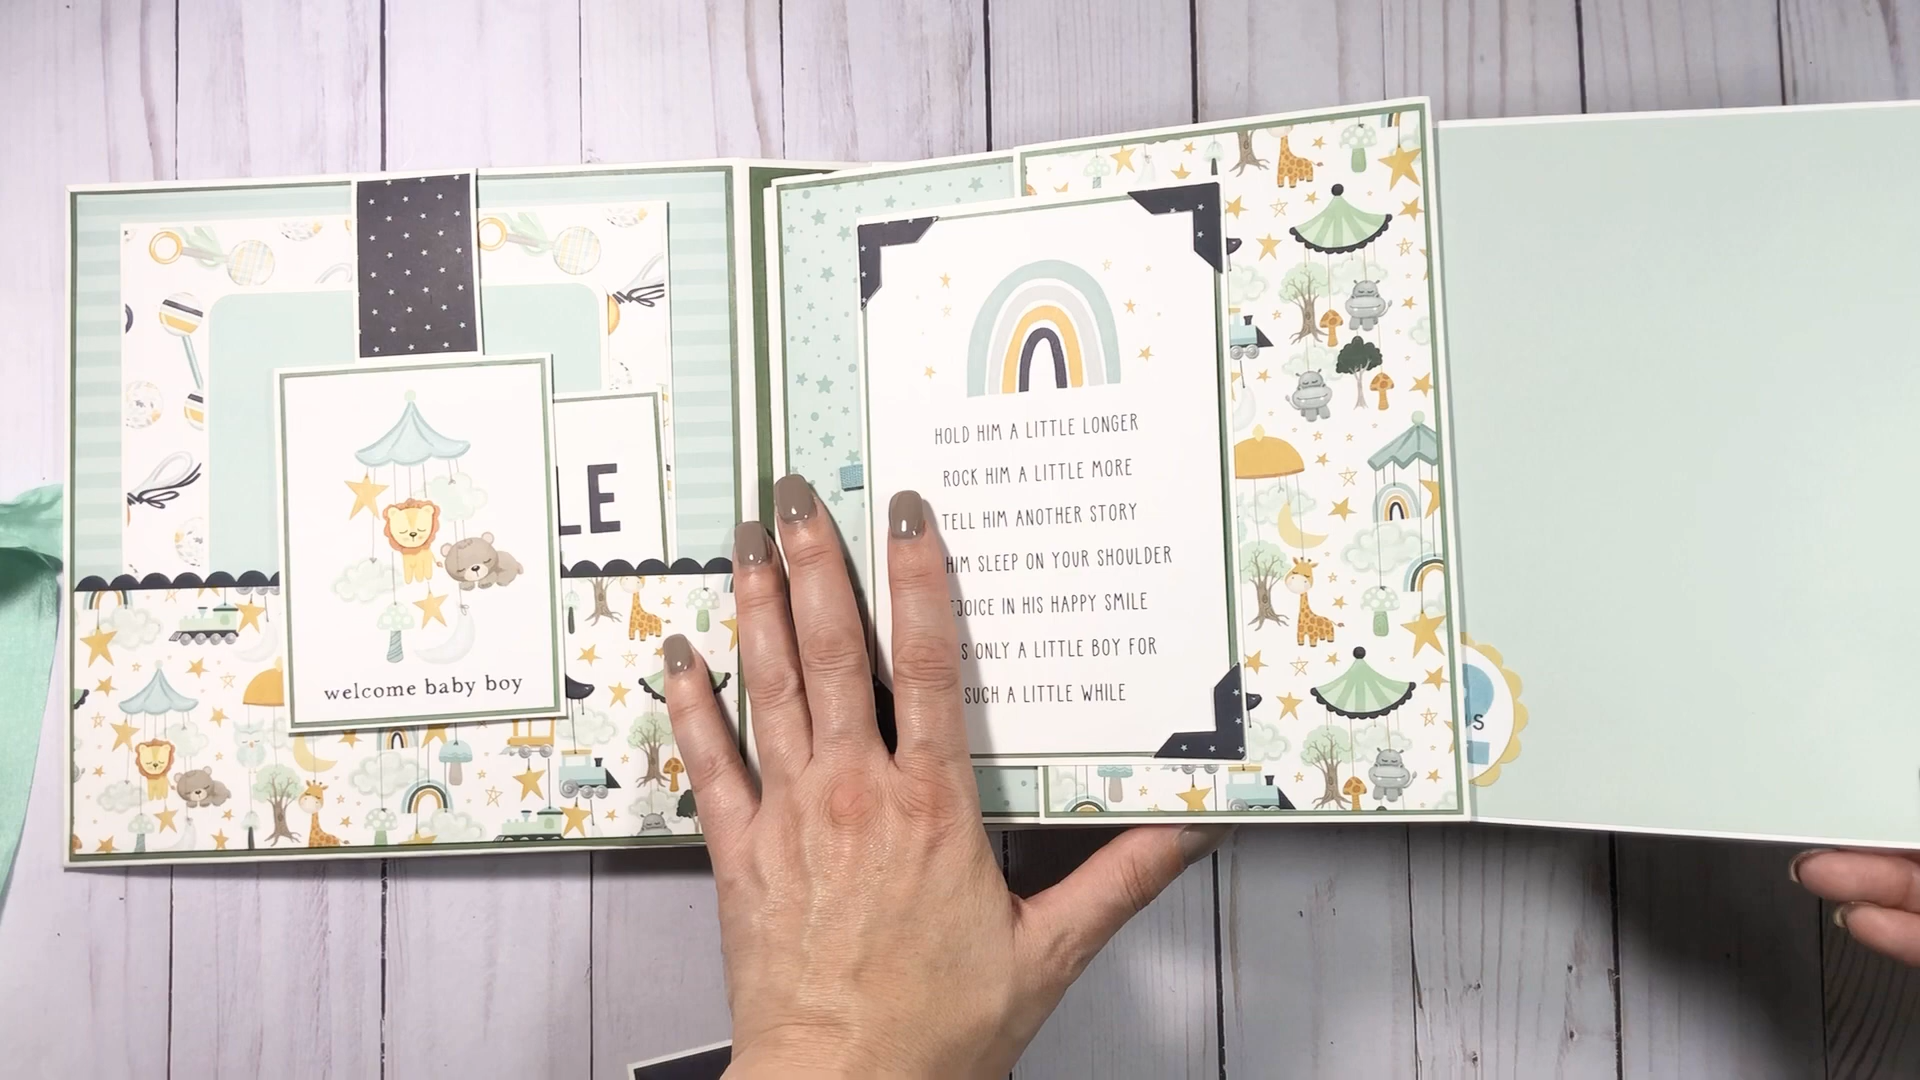 LE
welcome baby boy
HOLD HIM A LITTLE LONGER
ROCK HIM A LITTLE MORE
TELL HIM ANOTHER STORY
HIM SLEEP ON YOUR SHOULDER
IN HIS HAPPY SMILE
ONLY A LITTLE BOY FOR
SUCH A LITTLE WHILE